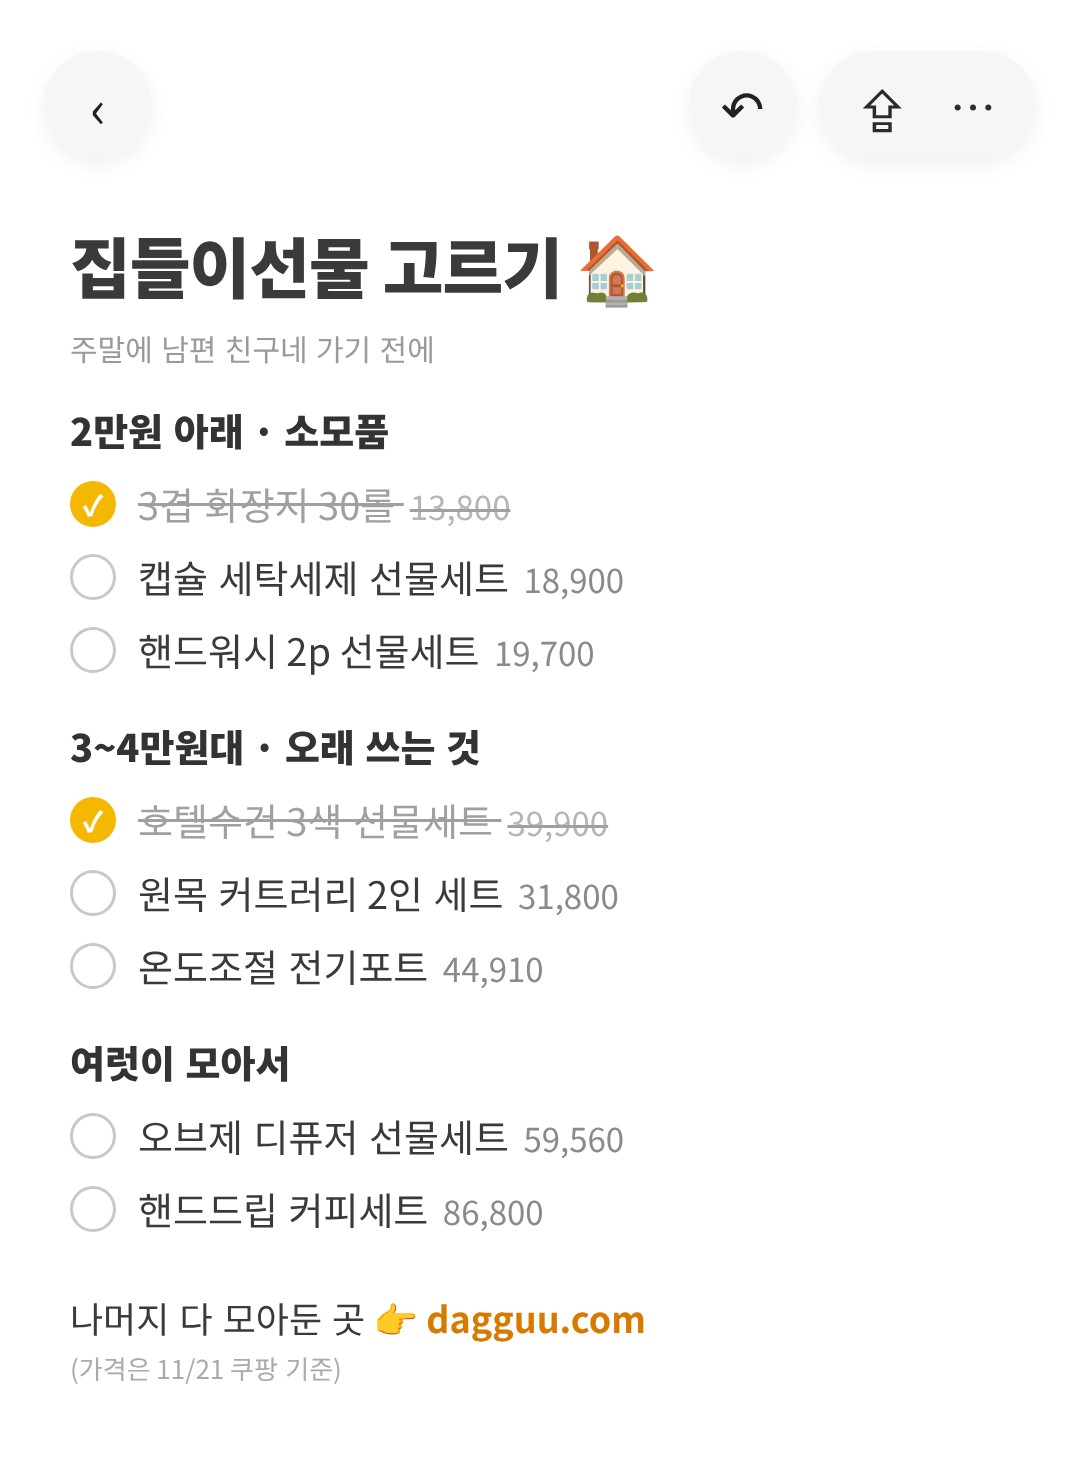 집들이선물 고르기 🏠
주말에 남편 친구네 가기 전에
2만원 아래 · 소모품
3겹 화장지 30롤 13,800
캡슐 세탁세제 선물세트 18,900
핸드워시 2p 선물세트 19,700
3~4만원대 · 오래 쓰는 것
호텔수건 3색 선물세트 39,900
원목 커트러리 2인 세트 31,800
온도조절 전기포트 44,910
여럿이 모아서
오브제 디퓨저 선물세트 59,560
핸드드립 커피세트 86,800
나머지 다 모아둔 곳 👉 dagguu.com
(가격은 11/21 쿠팡 기준)